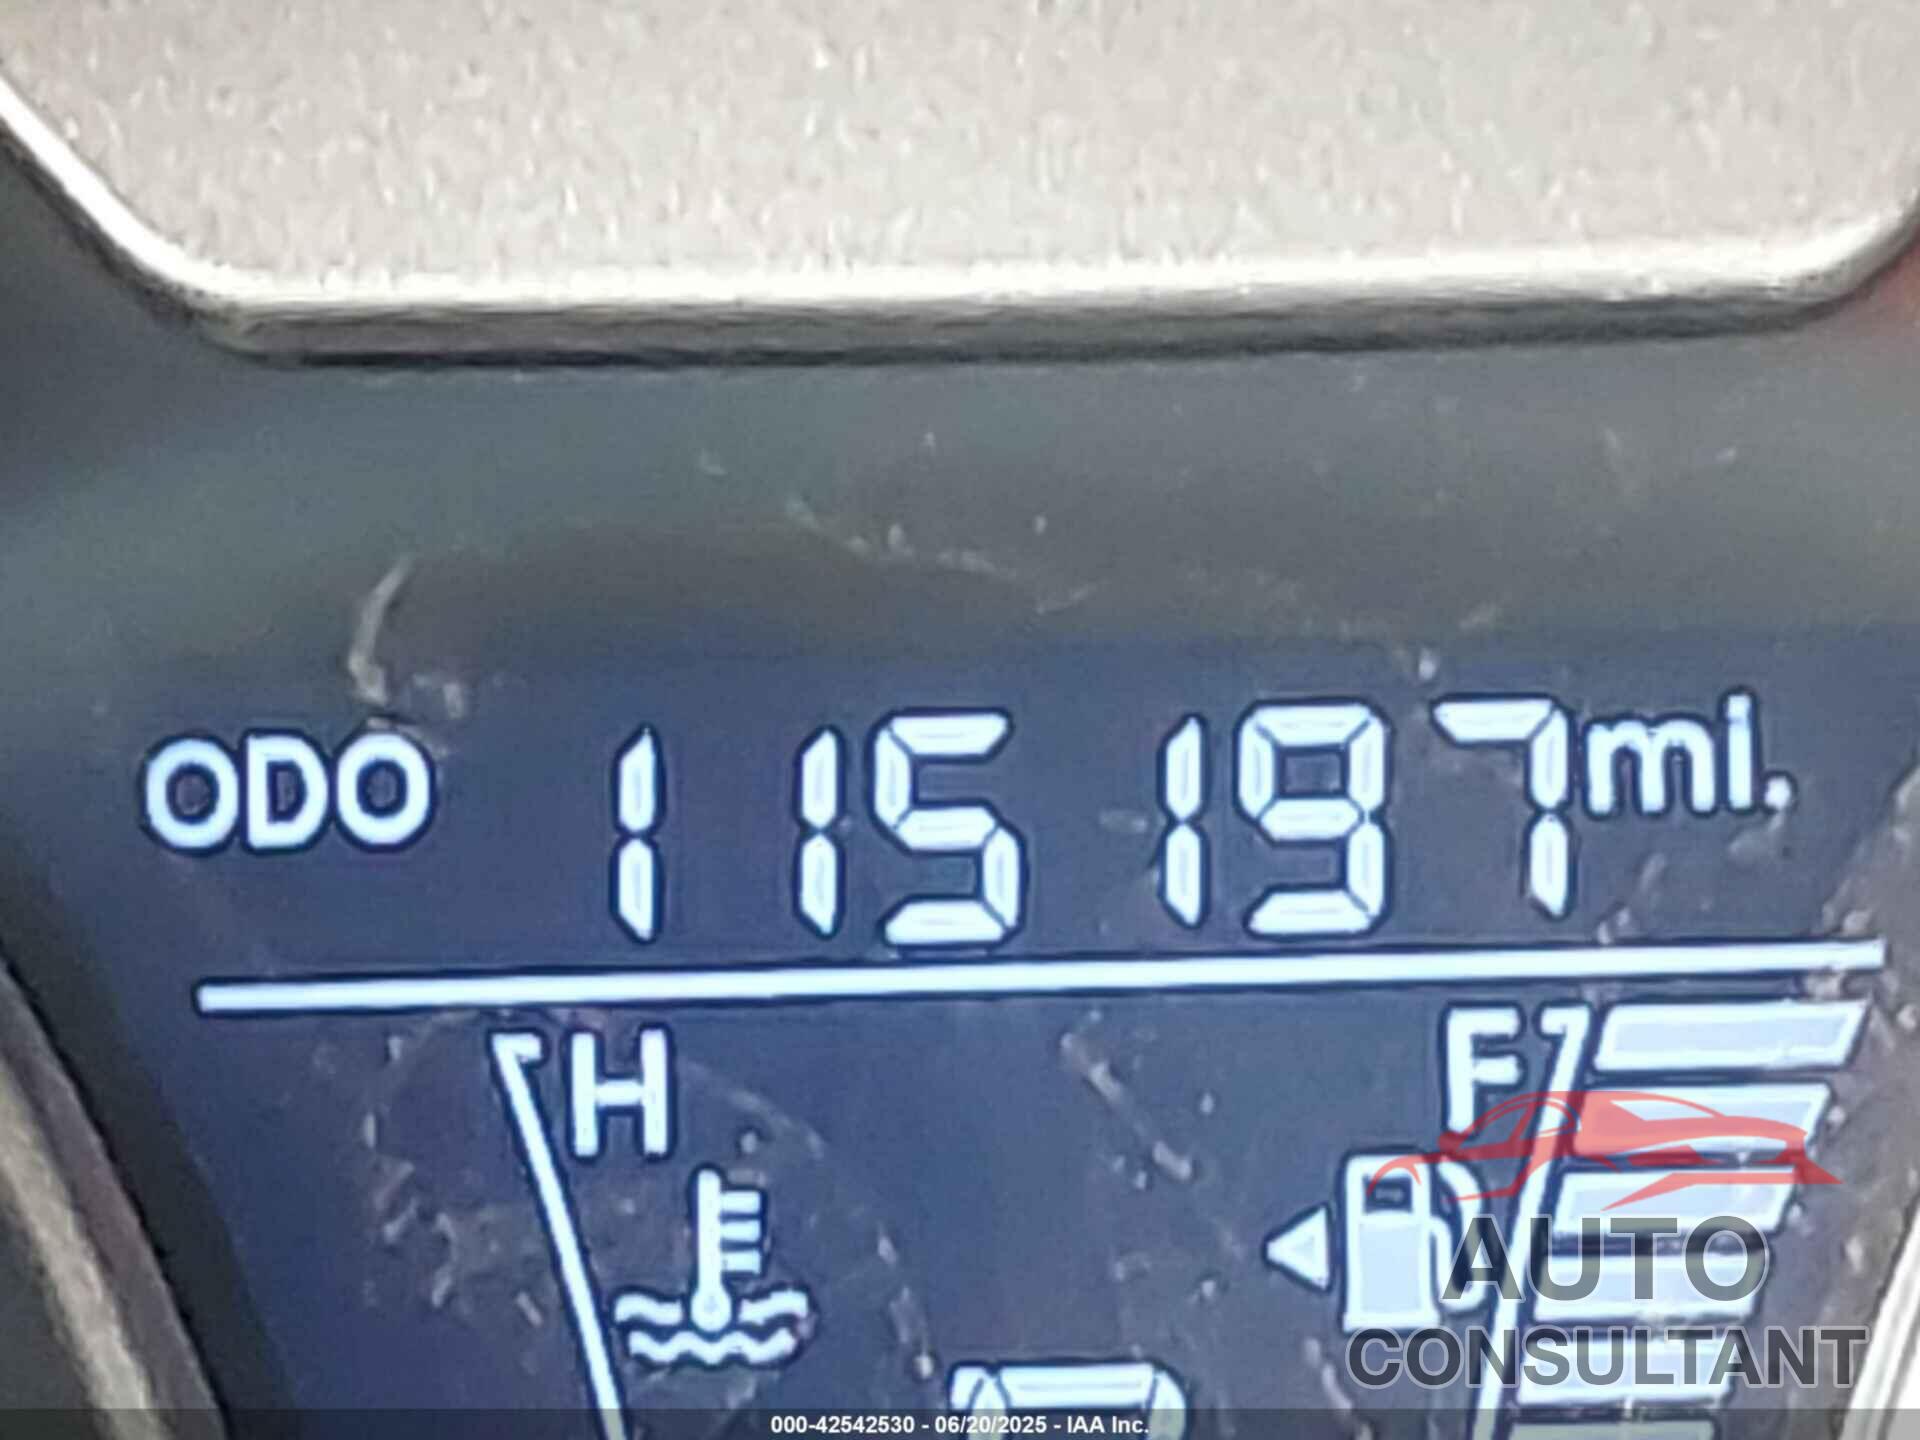 ODO 115197 mi.
H
F
AUTO
CONSULTANT
000-42542530 - 06/20/2025 - IAA Inc.